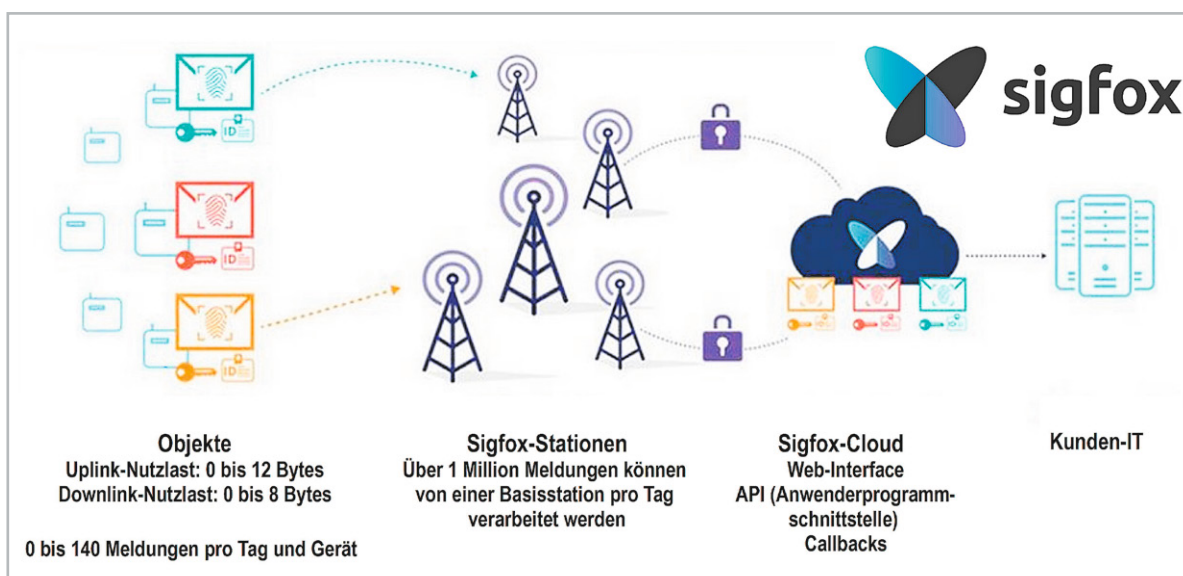 sigfox
ID
ID
ID
Objekte
Uplink-Nutzlast: 0 bis 12 Bytes
Downlink-Nutzlast: 0 bis 8 Bytes
0 bis 140 Meldungen pro Tag und Gerät
Sigfox-Stationen
Über 1 Million Meldungen können
von einer Basisstation pro Tag
verarbeitet werden
Sigfox-Cloud
Web-Interface
API (Anwenderprogramm-
schnittstelle)
Callbacks
Kunden-IT